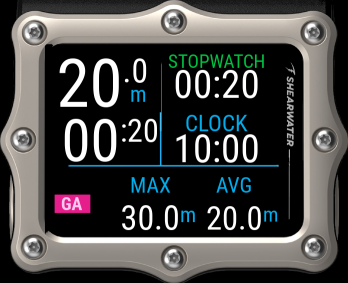 STOPWATCH
20.0 m
00:20
00:20
CLOCK
10:00
SHEARWATER
MAX AVG
GA
30.0m 20.0m